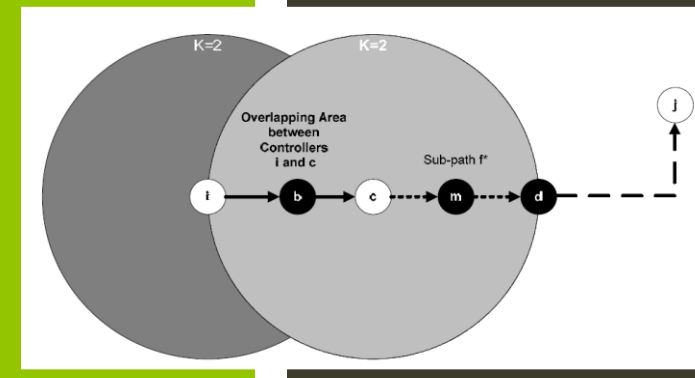 K=2
K=2
Overlapping Area
between
Controllers
i and c
Sub-path f*
j
i
b
c
m
d